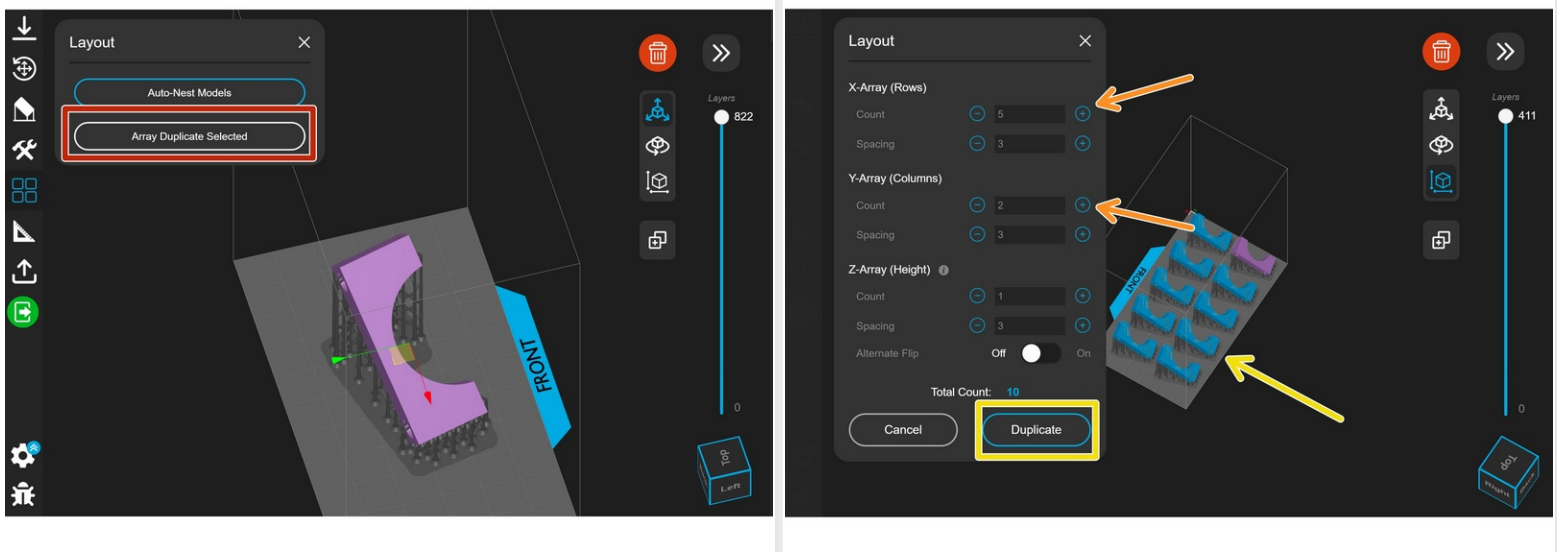 Layout
Auto-Nest Models
Array Duplicate Selected
Layers
822
0
FRONT
Top
Left
Layout
X-Array (Rows)
Count 5
Spacing 3
Y-Array (Columns)
Count 2
Spacing 3
Z-Array (Height)
Count 1
Spacing 3
Alternate Flip Off On
Total Count: 10
Cancel Duplicate
Layers
411
0
FRONT
Top
Right Back